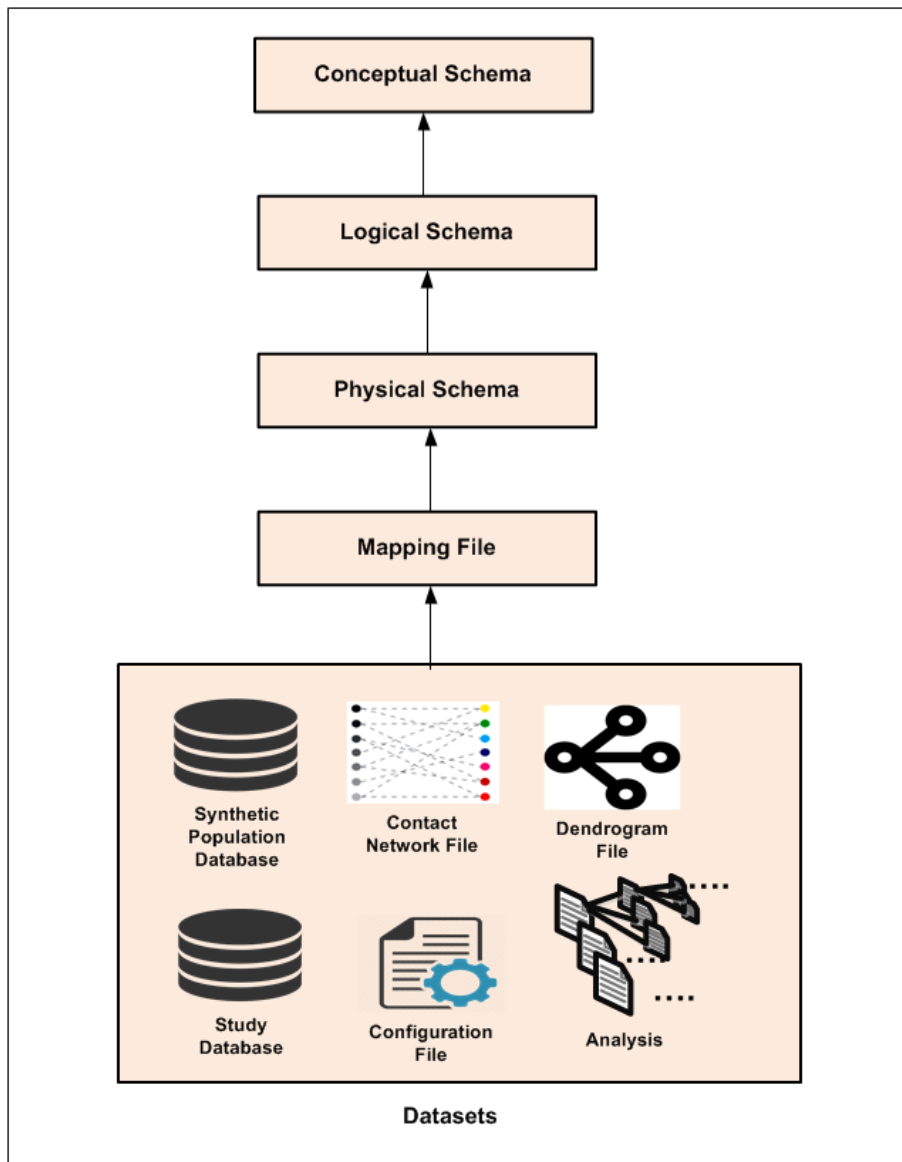 Conceptual Schema
Logical Schema
Physical Schema
Mapping File
Synthetic
Population
Database
Contact
Network File
Dendrogram
File
Study
Database
Configuration
File
Analysis
Datasets